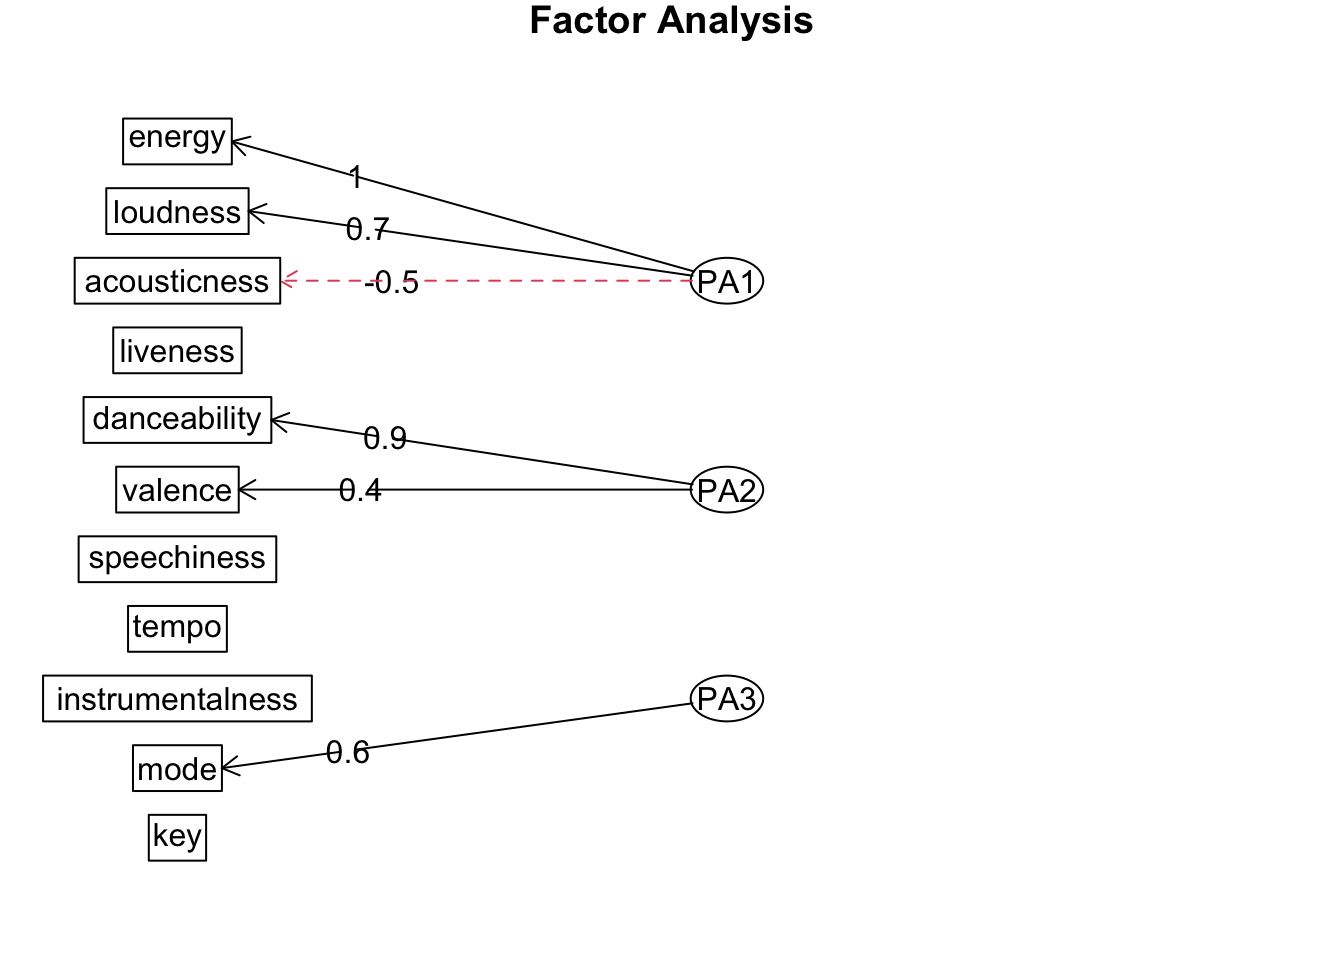 Factor Analysis
energy
1
loudness
0.7
acousticness
-0.5
PA1
liveness
danceability
0.9
valence
0.4
PA2
speechiness
tempo
instrumentalness
PA3
mode
0.6
key